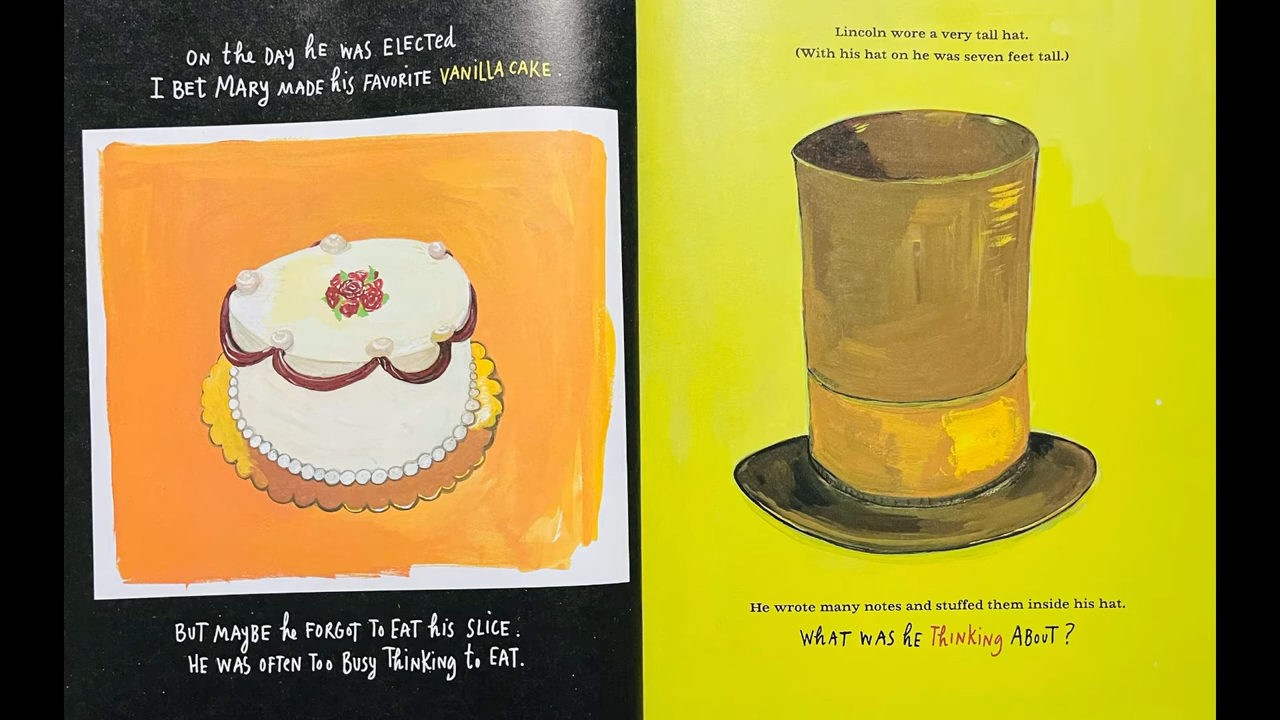 ON the DAY hE WAS ELECTED
I BET MARY MADE his FAVORITE VANILLA CAKE.
BUT MAYBE hE FORGOT TO EAT his SLICE.
HE WAS OFTEN TOO BUSY Thinking to EAT.
Lincoln wore a very tall hat.
(With his hat on he was seven feet tall.)
He wrote many notes and stuffed them inside his hat.
WhAT WAS hE Thinking ABOUT?